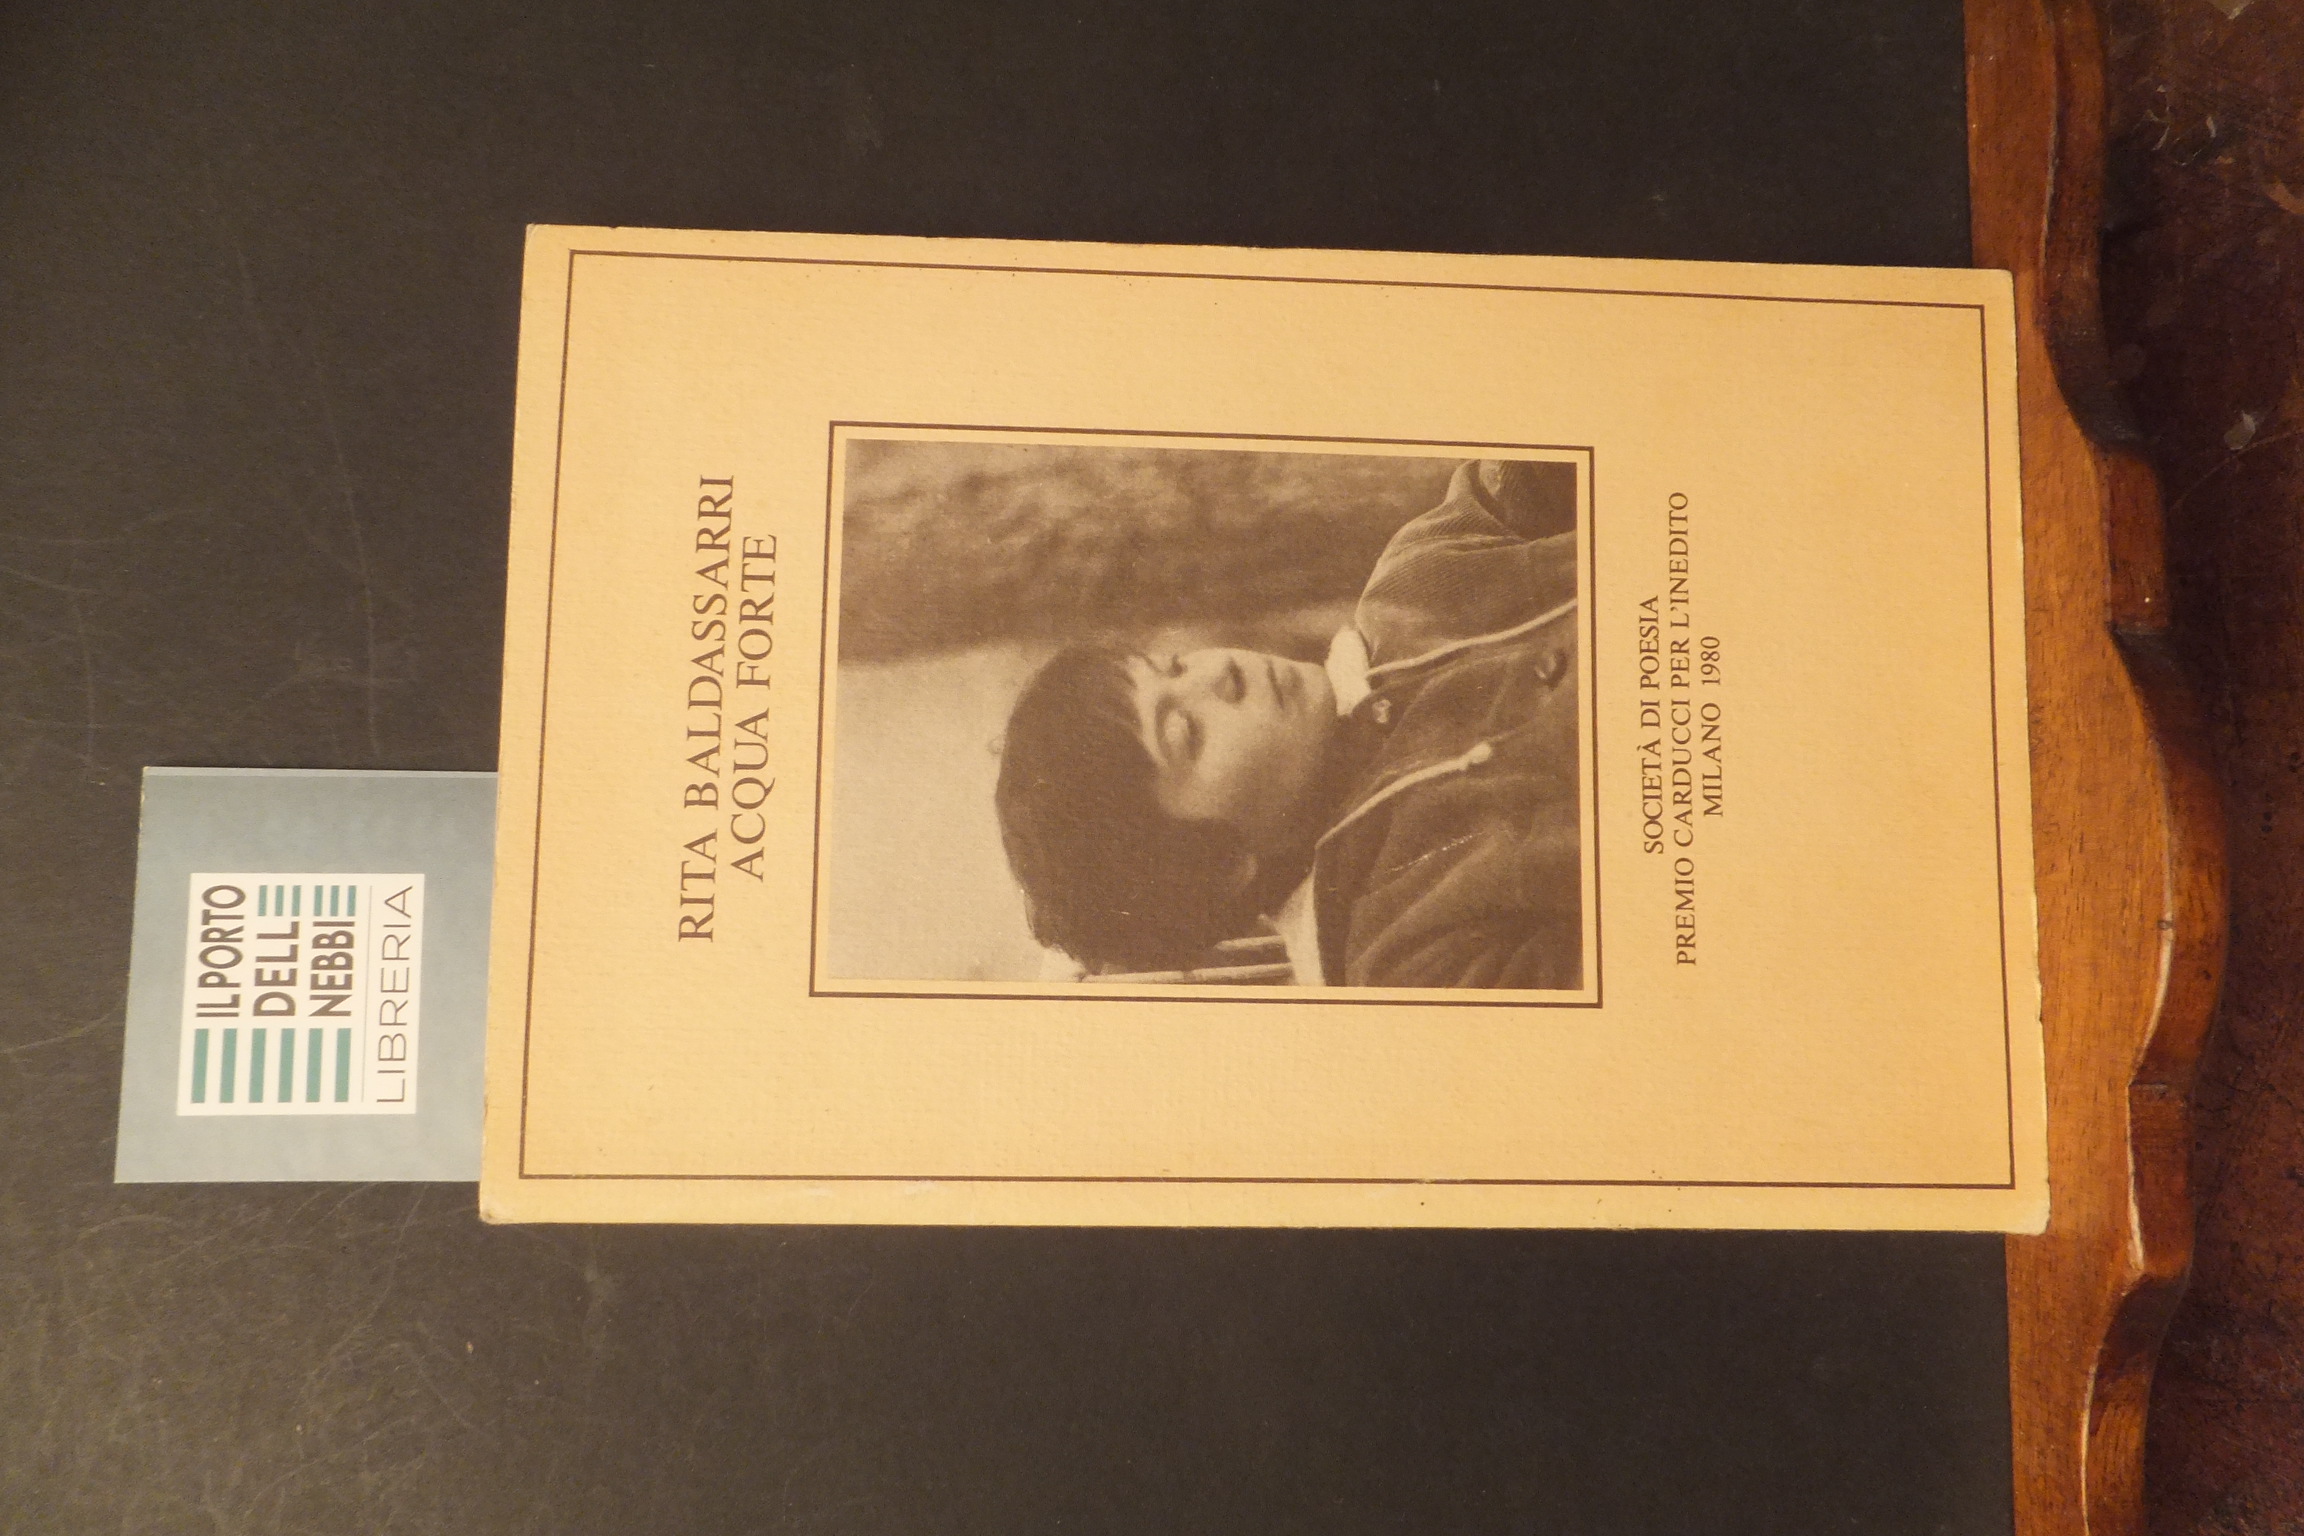 IL PORTO
DELLE
NEBBIE
LIBRERIA
RITA BALDASSARRI
ACQUA FORTE
SOCIETÀ DI POESIA
PREMIO CARDUCCI PER L'INEDITO
MILANO 1980